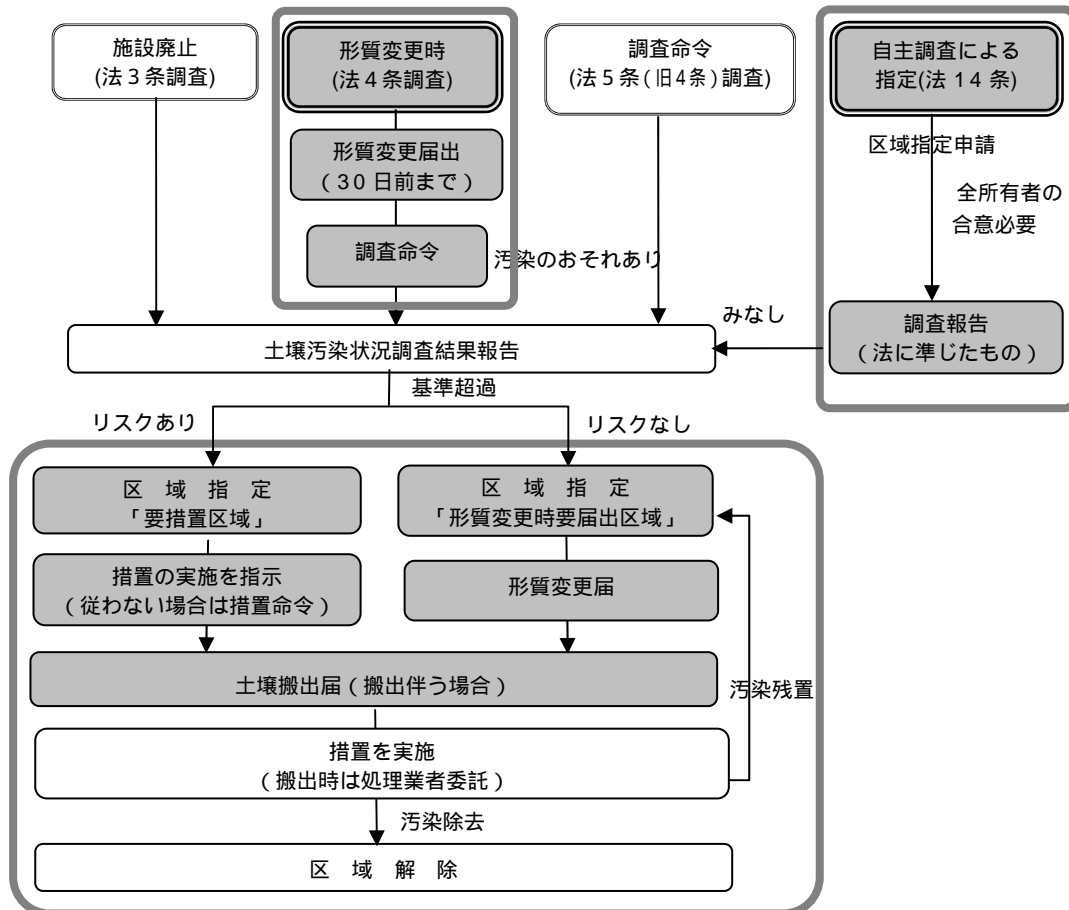 施設廃止
(法３条調査)
形質変更時
(法４条調査)
調査命令
(法５条(旧4条)調査)
自主調査による
指定(法 14 条)
形質変更届出
(30 日前まで)
区域指定申請
全所有者の
合意必要
調査命令
汚染のおそれあり
みなし
調査報告
(法に準じたもの)
土壌汚染状況調査結果報告
基準超過
リスクあり
リスクなし
区 域 指 定
「要措置区域」
区 域 指 定
「形質変更時要届出区域」
措置の実施を指示
(従わない場合は措置命令)
形質変更届
土壌搬出届(搬出伴う場合)
汚染残置
措置を実施
(搬出時は処理業者委託)
汚染除去
区 域 解 除